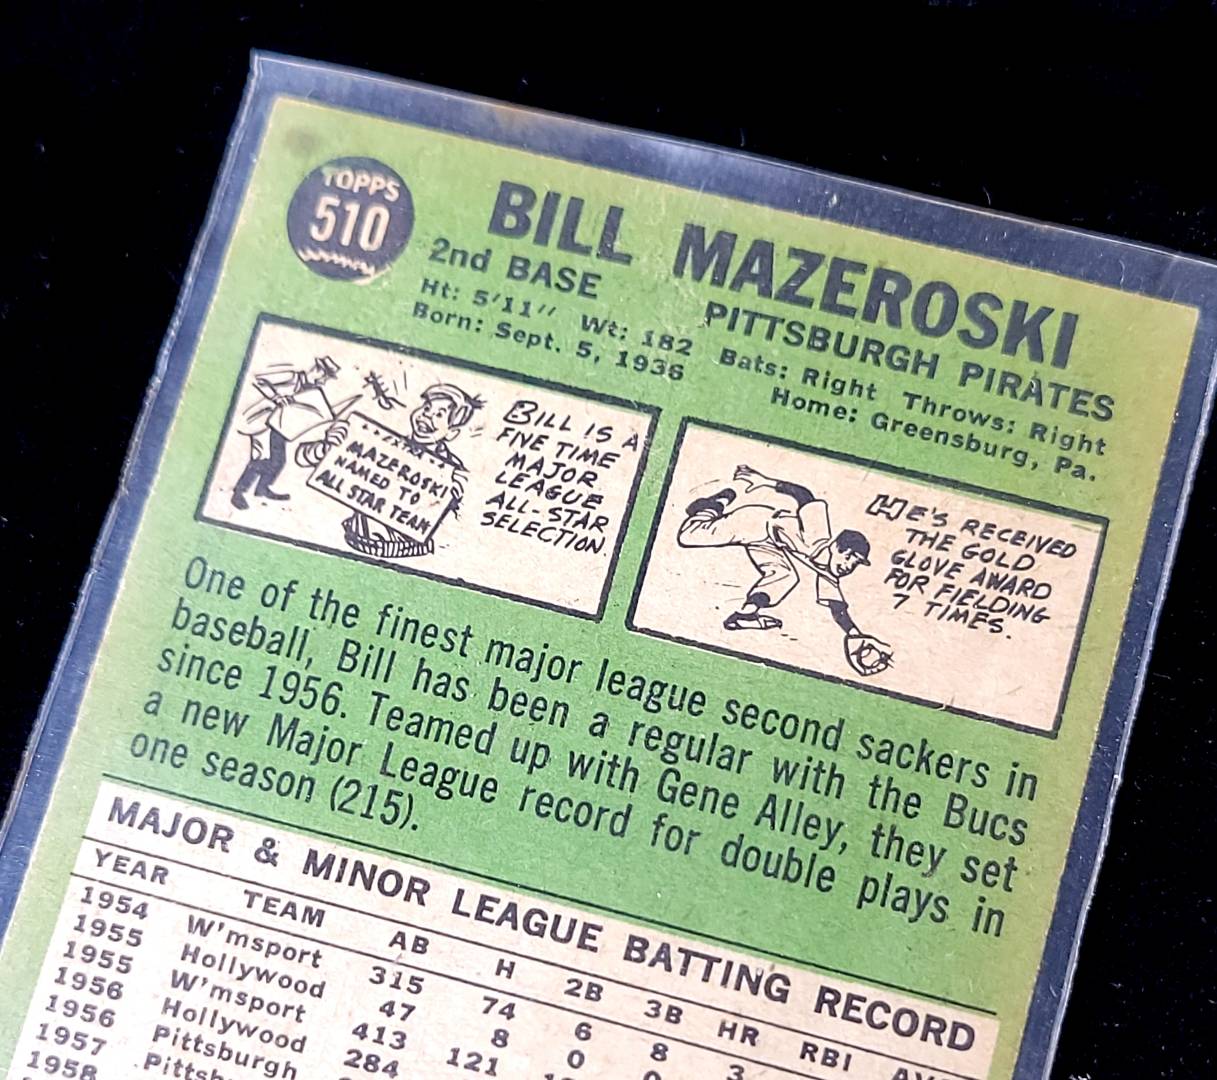 TOPPS
510
BILL MAZEROSKI
2nd BASE PITTSBURGH PIRATES
Ht: 5'11" Wt: 182 Bats: Right Throws: Right
Born: Sept. 5, 1936 Home: Greensburg, Pa.
MAZEROSKI
NAMED TO
ALL STAR TEAM
BILL IS A
FIVE TIME
MAJOR
LEAGUE
ALL-STAR
SELECTION.
HE'S RECEIVED
THE GOLD
GLOVE AWARD
FOR FIELDING
7 TIMES.
One of the finest major league second sackers in
baseball, Bill has been a regular with the Bucs
since 1956. Teamed up with Gene Alley, they set
a new Major League record for double plays in
one season (215).
MAJOR & MINOR LEAGUE BATTING RECORD
YEAR TEAM AB H 2B 3B HR RBI
1954 W'msport 315 74 6 8 3
1955 Hollywood 47 8 0 0
1955 W'msport 413 121
1956 Hollywood 284
1956 Pittsburgh
1957
1958